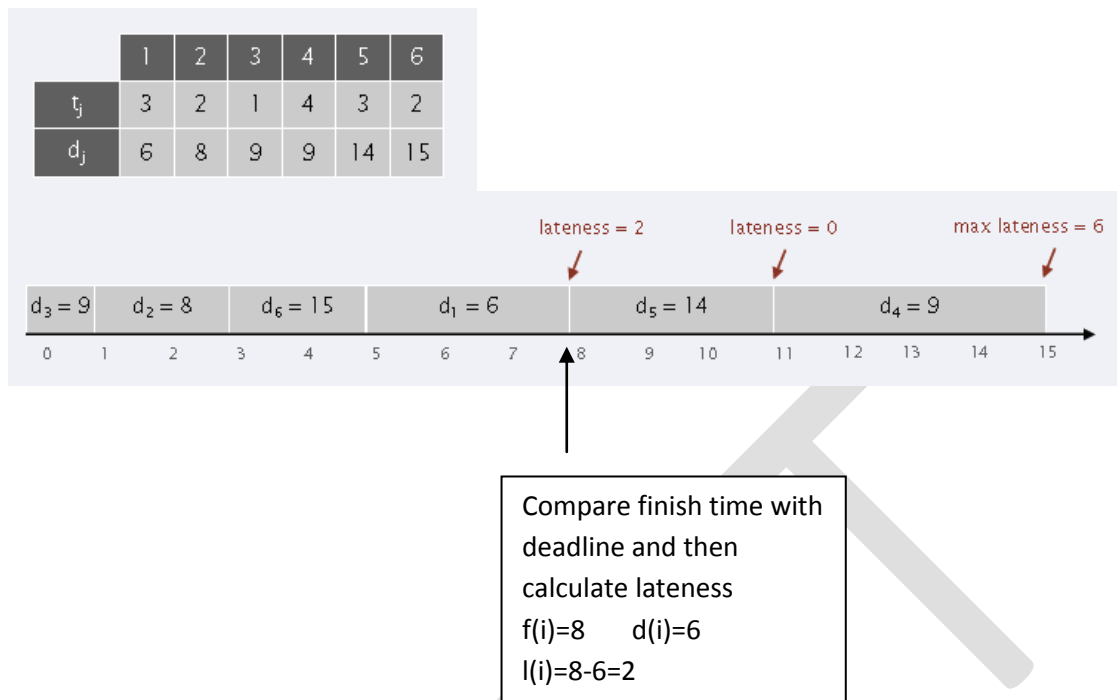 1 2 3 4 5 6
tj 3 2 1 4 3 2
dj 6 8 9 9 14 15
lateness = 2 lateness = 0 max lateness = 6
d3 = 9 d2 = 8 d6 = 15 d1 = 6 d5 = 14 d4 = 9
0 1 2 3 4 5 6 7 8 9 10 11 12 13 14 15
Compare finish time with
deadline and then
calculate lateness
f(i)=8 d(i)=6
l(i)=8-6=2